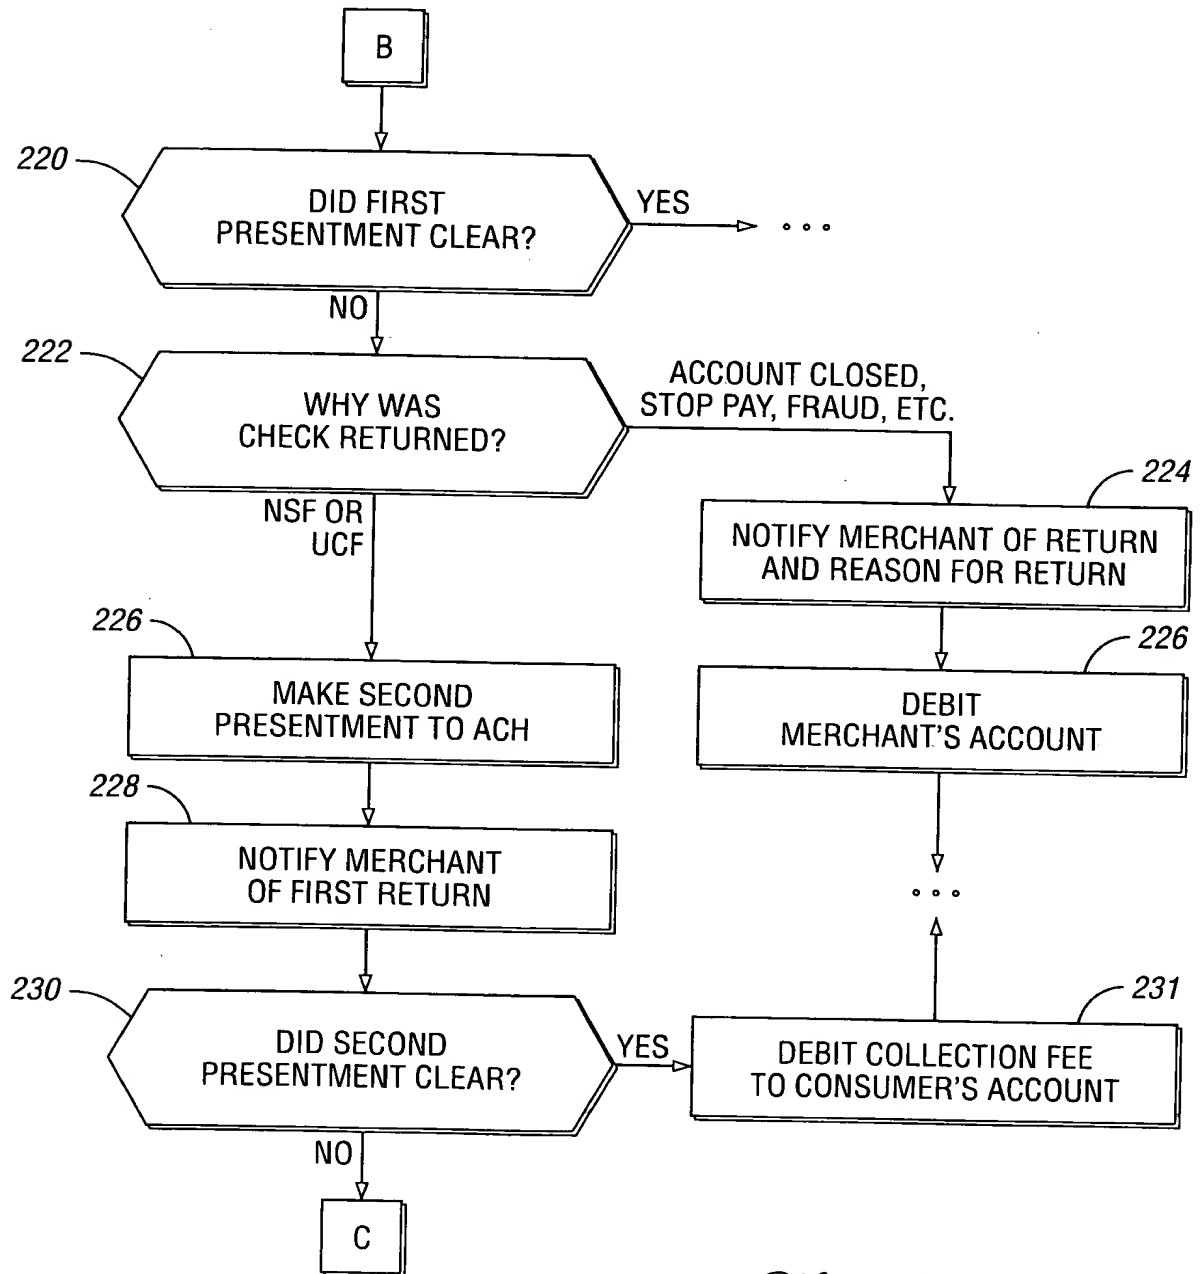 B
220
DID FIRST
PRESENTMENT CLEAR?
YES
NO
222
WHY WAS
CHECK RETURNED?
ACCOUNT CLOSED,
STOP PAY, FRAUD, ETC.
NSF OR
UCF
224
NOTIFY MERCHANT OF RETURN
AND REASON FOR RETURN
226
MAKE SECOND
PRESENTMENT TO ACH
226
DEBIT
MERCHANT'S ACCOUNT
228
NOTIFY MERCHANT
OF FIRST RETURN
230
DID SECOND
PRESENTMENT CLEAR?
YES
231
DEBIT COLLECTION FEE
TO CONSUMER'S ACCOUNT
NO
C